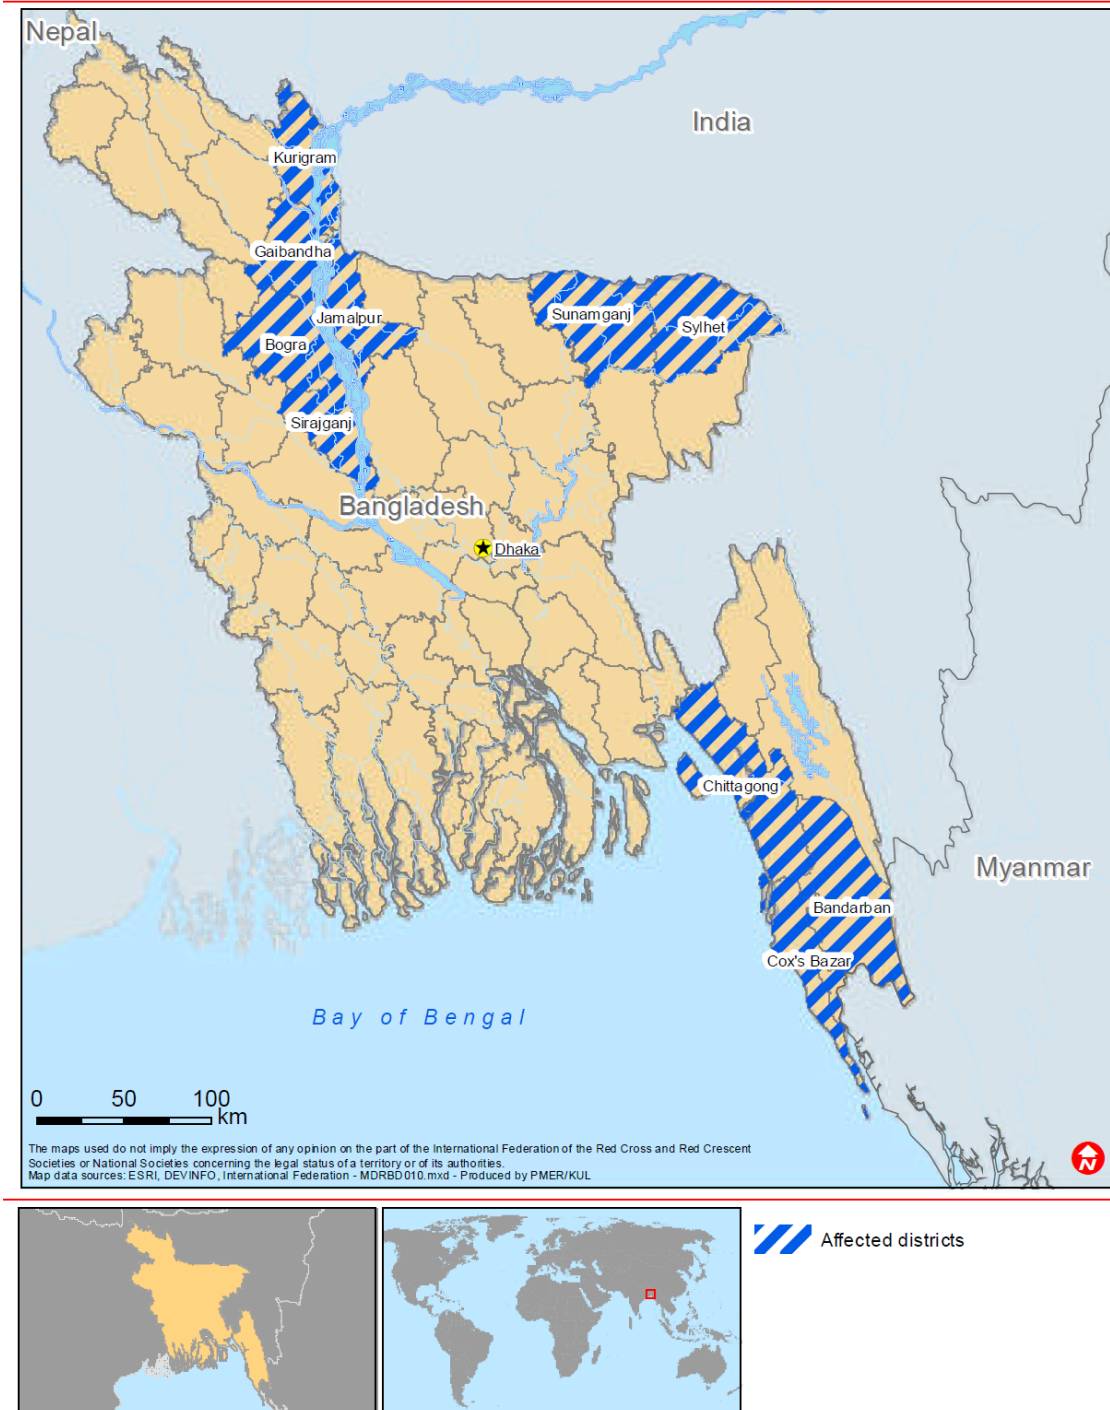 Nepal
India
Kurigram
Gaibandha
Jamalpur
Sunamganj
Sylhet
Bogra
Sirajganj
Bangladesh
Dhaka
Chittagong
Myanmar
Bandarban
Cox's Bazar
Bay of Bengal
0 50 100
km
The maps used do not imply the expression of any opinion on the part of the International Federation of the Red Cross and Red Crescent
Societies or National Societies concerning the legal status of a territory or of its authorities.
Map data sources: ESRI, DEVINFO, International Federation - MDRBD010.mxd - Produced by PMER/KUL
N
Affected districts